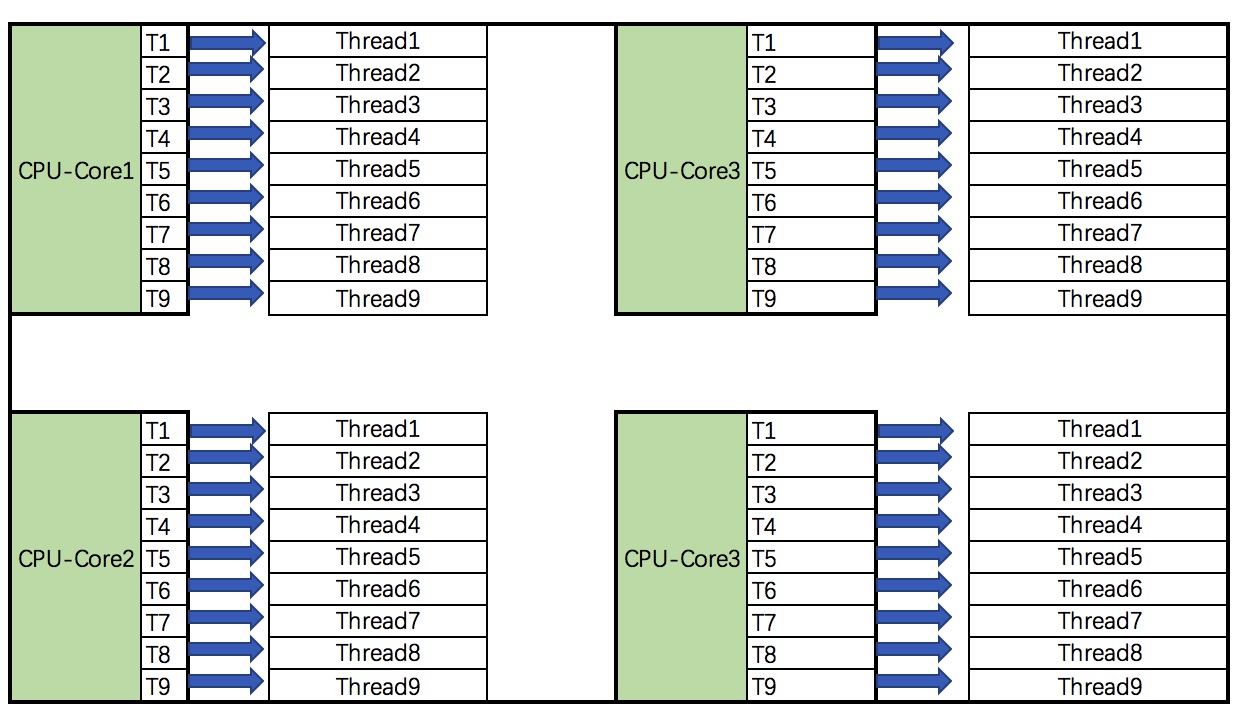 T1 Thread1
T2 Thread2
T3 Thread3
T4 Thread4
CPU-Core1 T5 Thread5
T6 Thread6
T7 Thread7
T8 Thread8
T9 Thread9
T1 Thread1
T2 Thread2
T3 Thread3
T4 Thread4
CPU-Core3 T5 Thread5
T6 Thread6
T7 Thread7
T8 Thread8
T9 Thread9
T1 Thread1
T2 Thread2
T3 Thread3
T4 Thread4
CPU-Core2 T5 Thread5
T6 Thread6
T7 Thread7
T8 Thread8
T9 Thread9
T1 Thread1
T2 Thread2
T3 Thread3
T4 Thread4
CPU-Core3 T5 Thread5
T6 Thread6
T7 Thread7
T8 Thread8
T9 Thread9